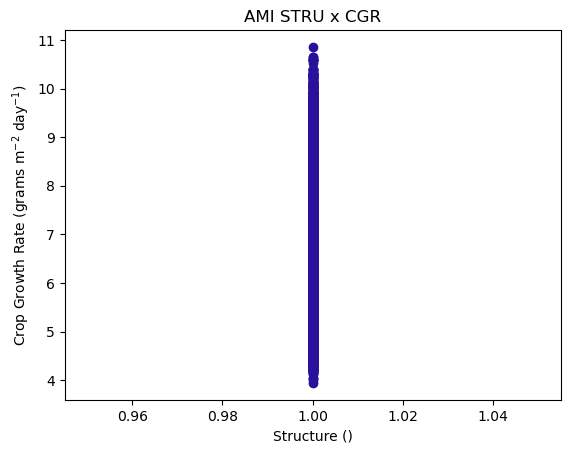 AMI STRU x CGR
11
10
9
8
7
6
5
4
Crop Growth Rate (grams m⁻² day⁻¹)
0.96 0.98 1.00 1.02 1.04
Structure ()